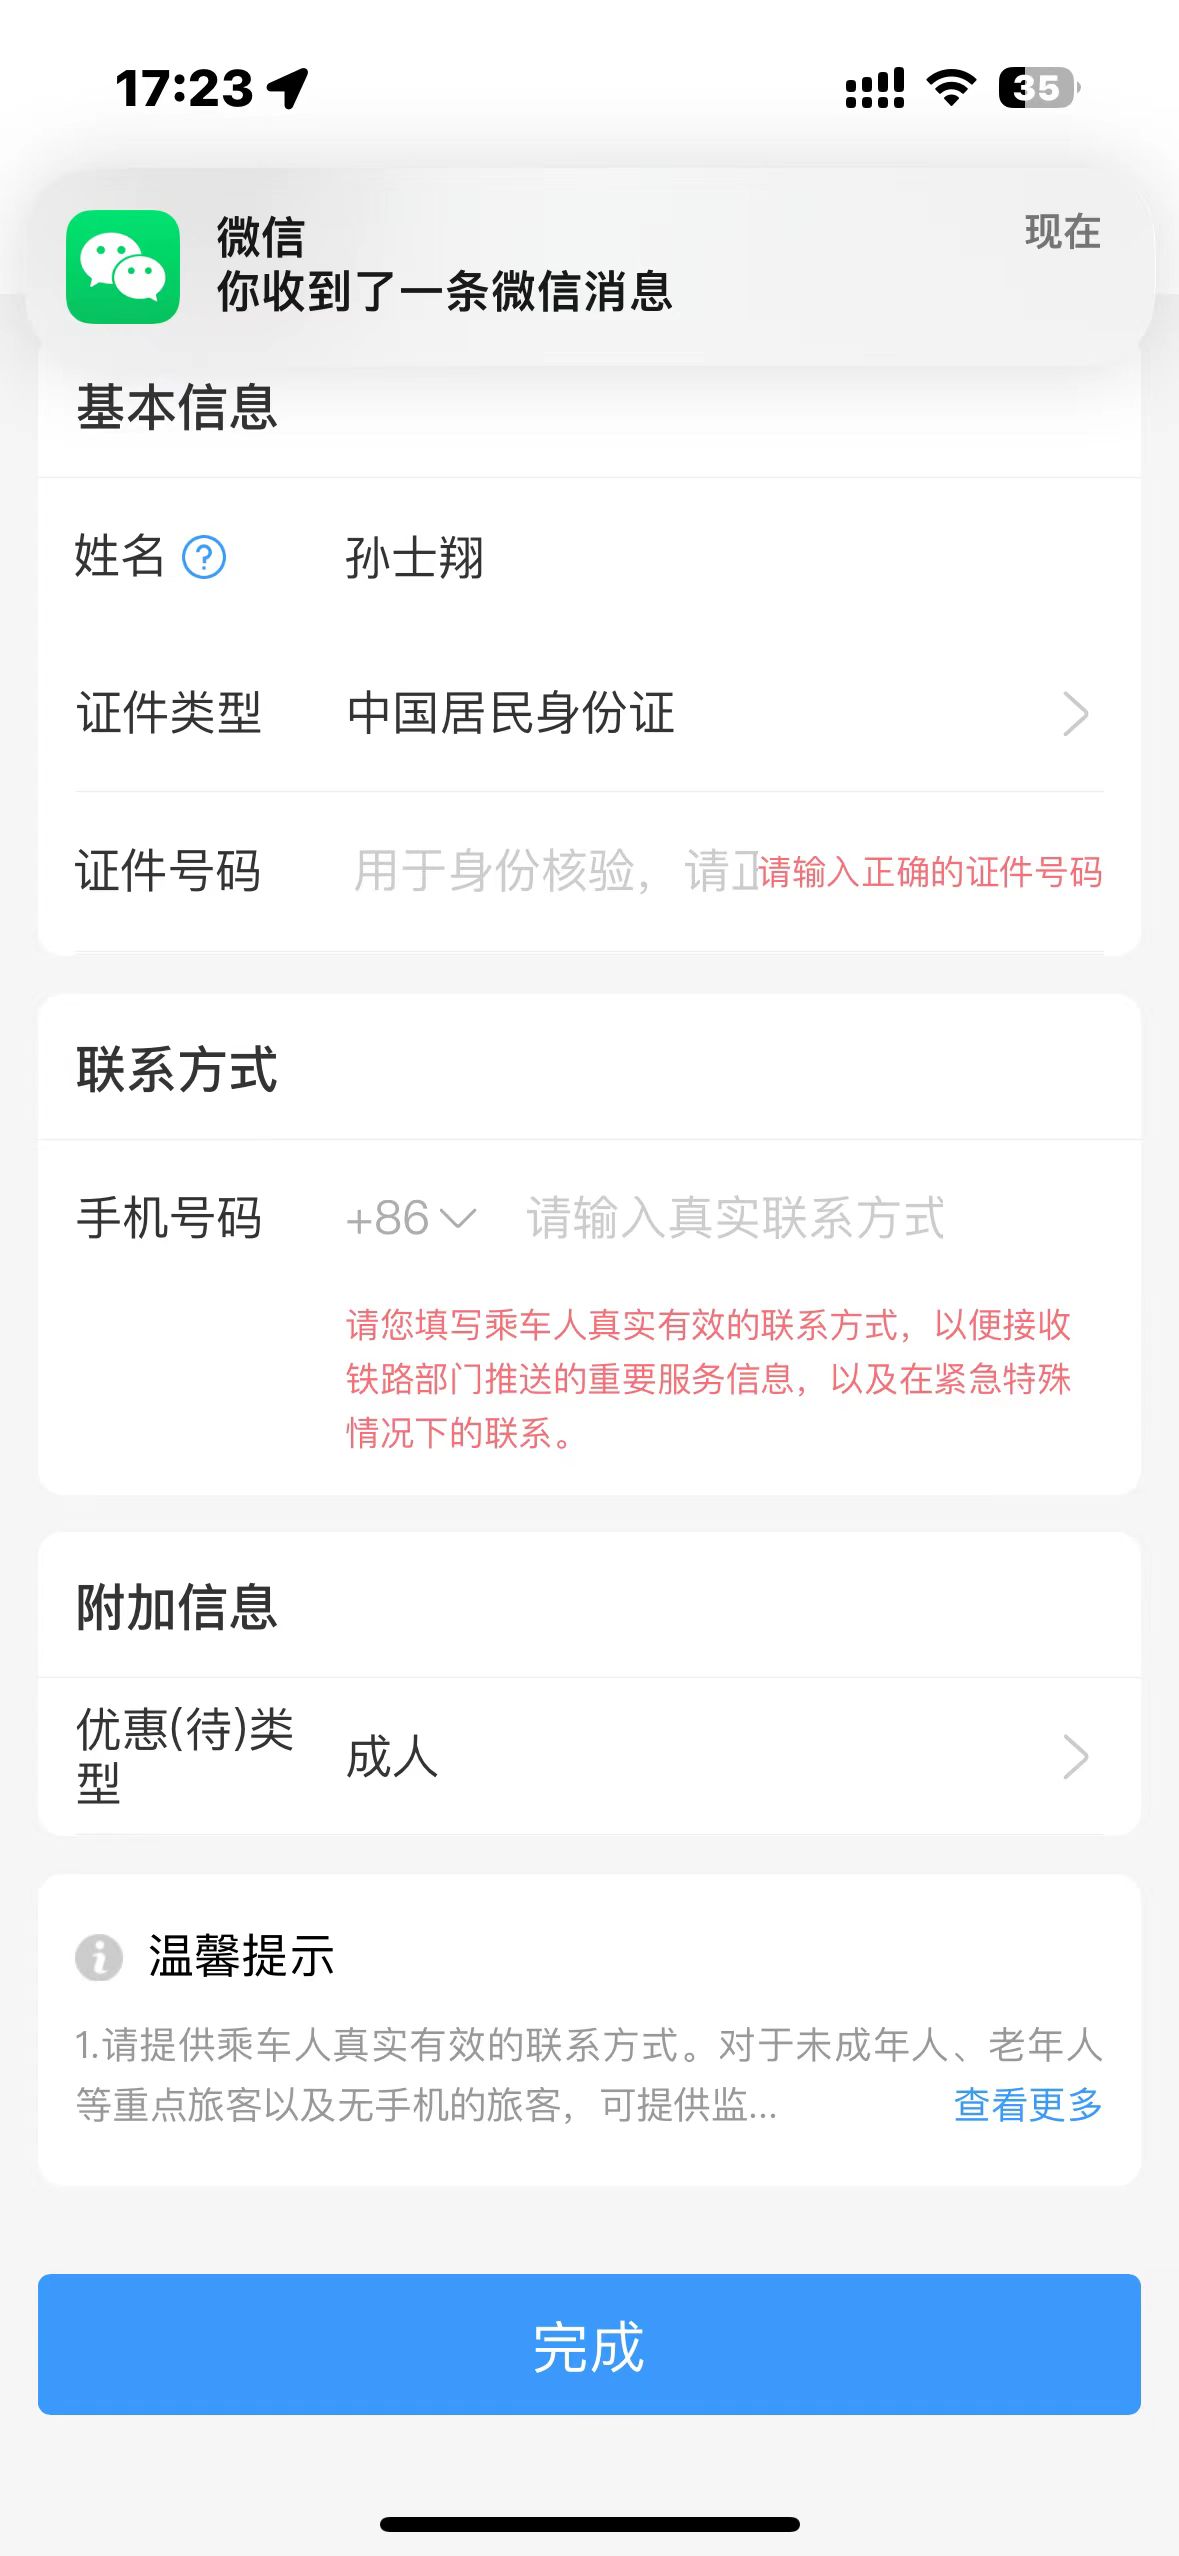 17:23
35
微信
现在
你收到了一条微信消息
基本信息
姓名 ?
孙士翔
证件类型
中国居民身份证
证件号码
用于身份核验，请正
请输入正确的证件号码
联系方式
手机号码
+86
请输入真实联系方式
请您填写乘车人真实有效的联系方式，以便接收
铁路部门推送的重要服务信息，以及在紧急特殊
情况下的联系。
附加信息
优惠(待)类
型
成人
温馨提示
1.请提供乘车人真实有效的联系方式。对于未成年人、老年人
等重点旅客以及无手机的旅客，可提供监...
查看更多
完成